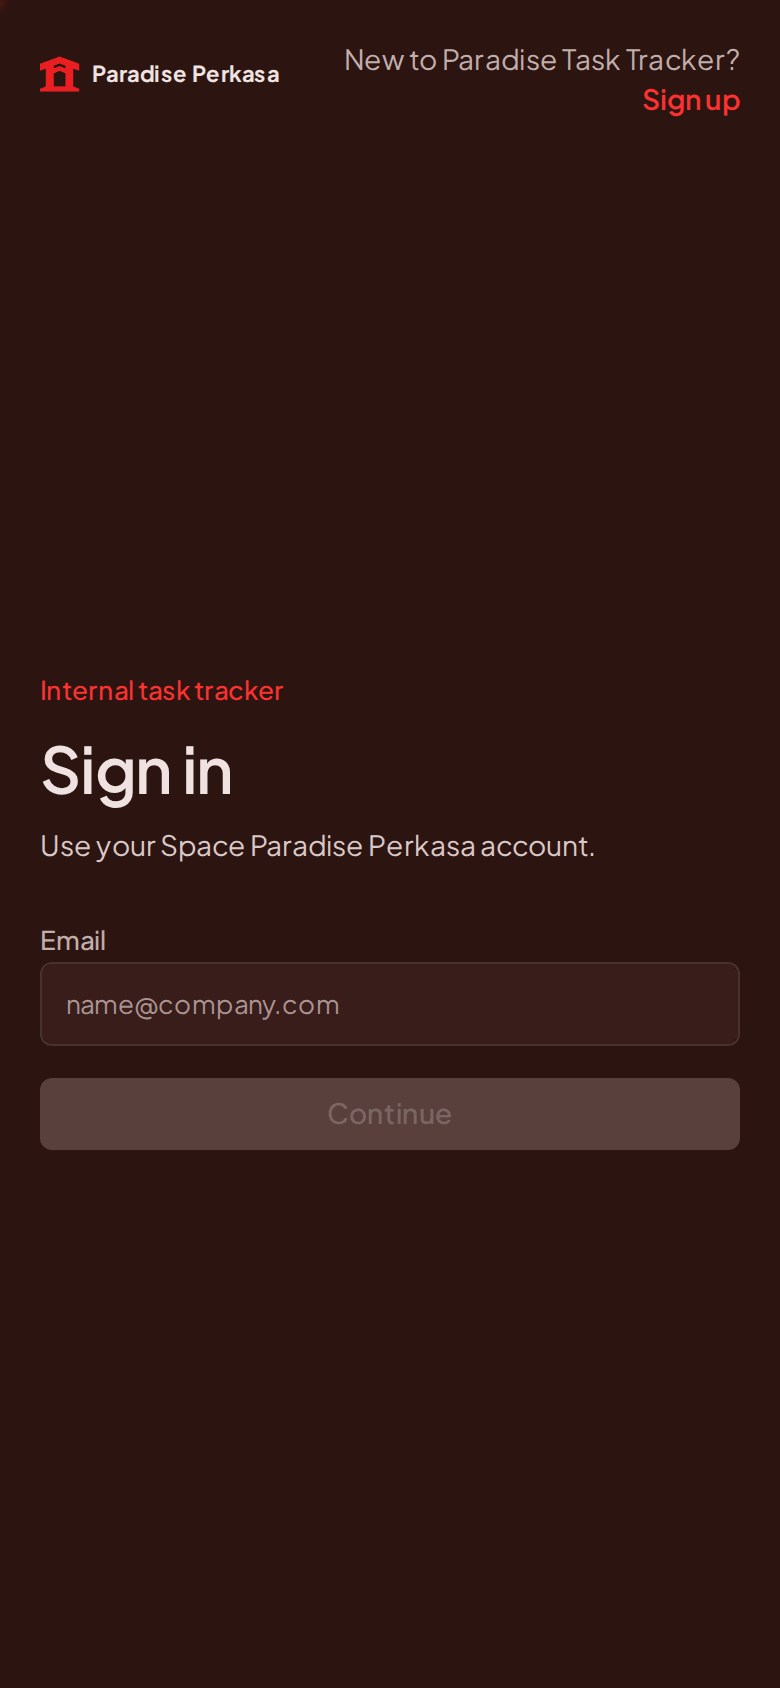 Paradise Perkasa
New to Paradise Task Tracker?
Sign up
Internal task tracker
Sign in
Use your Space Paradise Perkasa account.
Email
name@company.com
Continue